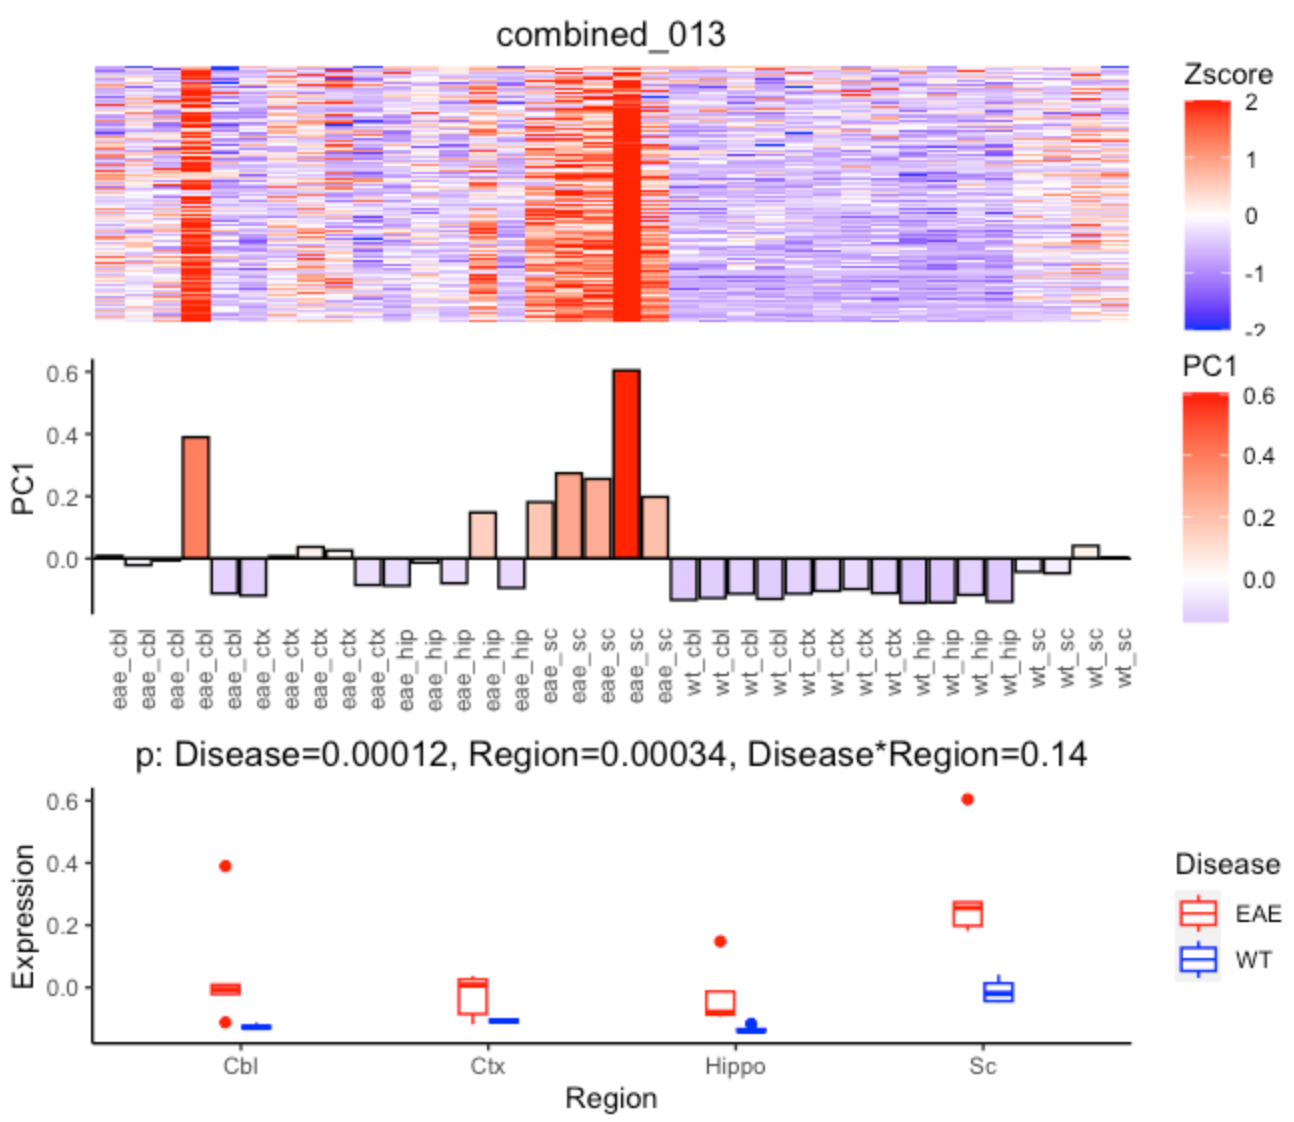 combined_013
Zscore
2
1
0
-1
-2
PC1
0.6
0.4
0.2
0.0
PC1
0.6
0.4
0.2
0.0
eae_cbl
eae_cbl
eae_cbl
eae_cbl
eae_cbl
eae_ctx
eae_ctx
eae_ctx
eae_ctx
eae_ctx
eae_hip
eae_hip
eae_hip
eae_hip
eae_hip
eae_sc
eae_sc
eae_sc
eae_sc
eae_sc
wt_cbl
wt_cbl
wt_cbl
wt_cbl
wt_ctx
wt_ctx
wt_ctx
wt_ctx
wt_hip
wt_hip
wt_hip
wt_hip
wt_sc
wt_sc
wt_sc
wt_sc
p: Disease=0.00012, Region=0.00034, Disease*Region=0.14
Expression
0.6
0.4
0.2
0.0
Cbl
Ctx
Hippo
Sc
Region
Disease
EAE
WT